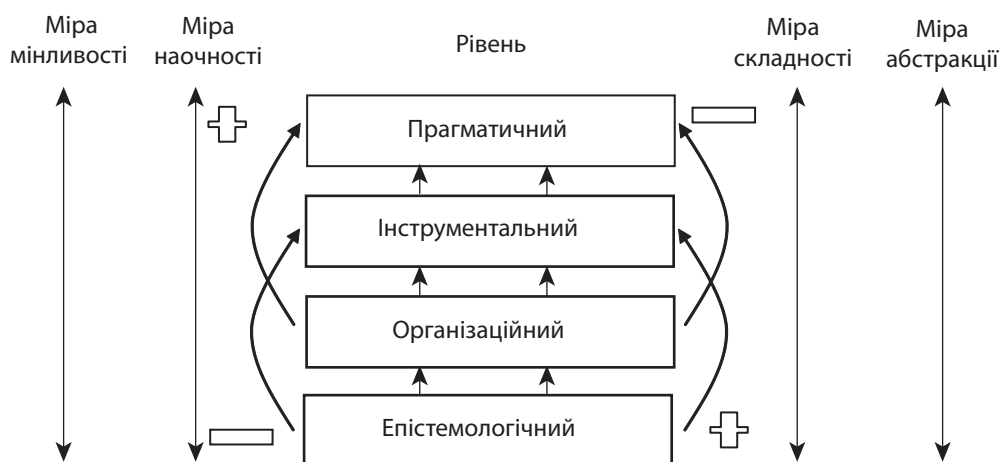 Міра
мінливості
Міра
наочності
Рівень
Міра
складності
Міра
абстракції
Прагматичний
Інструментальний
Організаційний
Епістемологічний